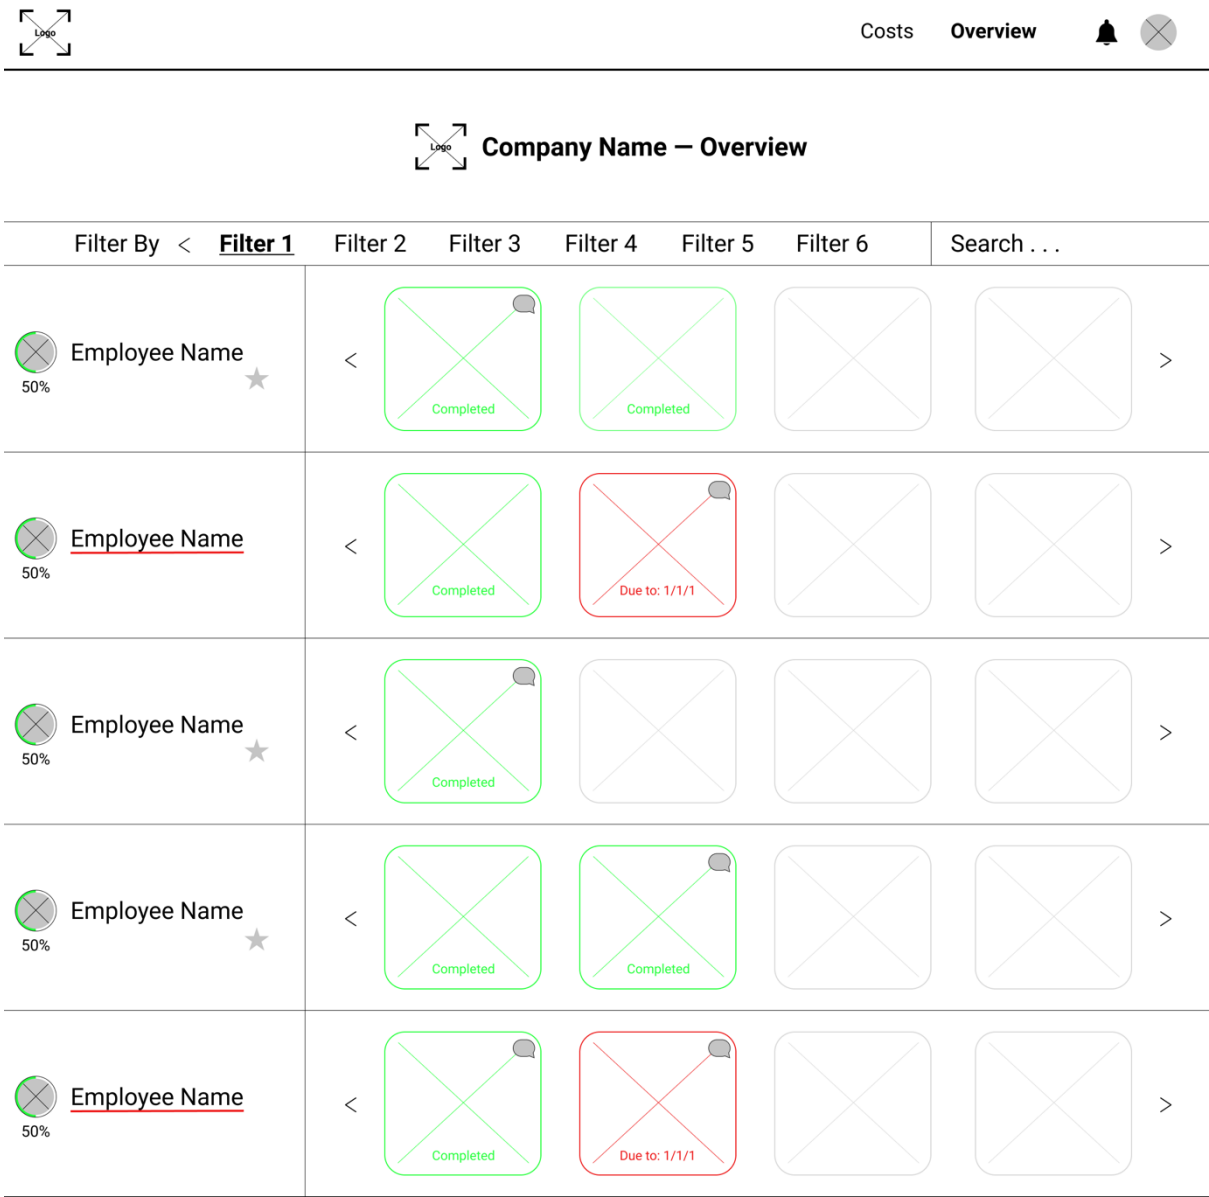 Logo
Costs Overview
Logo
Company Name — Overview
Filter By < Filter 1 Filter 2 Filter 3 Filter 4 Filter 5 Filter 6 Search . . .
Employee Name
50%
< >
Completed Completed
Employee Name
50%
< >
Completed Due to: 1/1/1
Employee Name
50%
< >
Completed
Employee Name
50%
< >
Completed Completed
Employee Name
50%
< >
Completed Due to: 1/1/1